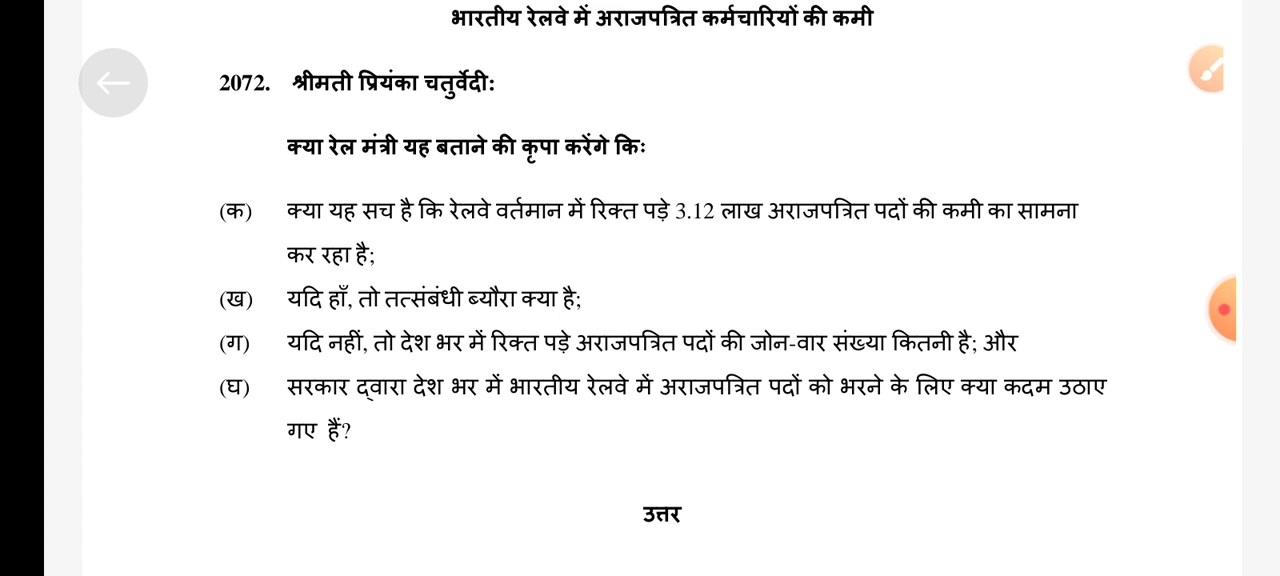 भारतीय रेलवे में अराजपत्रित कर्मचारियों की कमी
2072. श्रीमती प्रियंका चतुर्वेदी:
क्या रेल मंत्री यह बताने की कृपा करेंगे किः
(क) क्या यह सच है कि रेलवे वर्तमान में रिक्त पड़े 3.12 लाख अराजपत्रित पदों की कमी का सामना
कर रहा है;
(ख) यदि हाँ, तो तत्संबंधी ब्यौरा क्या है;
(ग) यदि नहीं, तो देश भर में रिक्त पड़े अराजपत्रित पदों की जोन-वार संख्या कितनी है; और
(घ) सरकार द्वारा देश भर में भारतीय रेलवे में अराजपत्रित पदों को भरने के लिए क्या कदम उठाए
गए हैं?
उत्तर